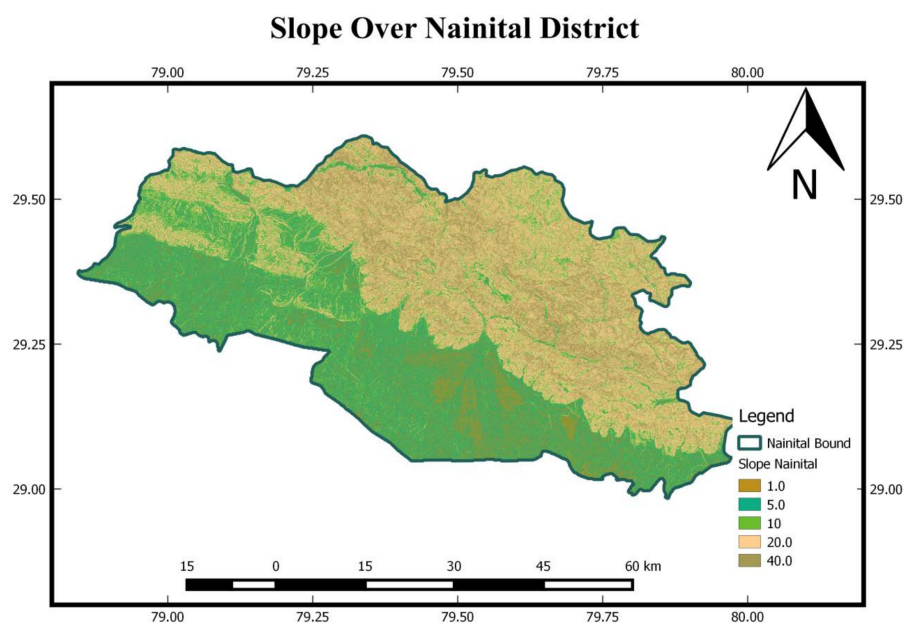 Slope Over Nainital District
79.00 79.25 79.50 79.75 80.00
29.50 29.50
29.25 29.25
29.00 29.00
N
Legend
Nainital Bound
Slope Nainital
1.0
5.0
10
20.0
40.0
15 0 15 30 45 60 km
79.00 79.25 79.50 79.75 80.00